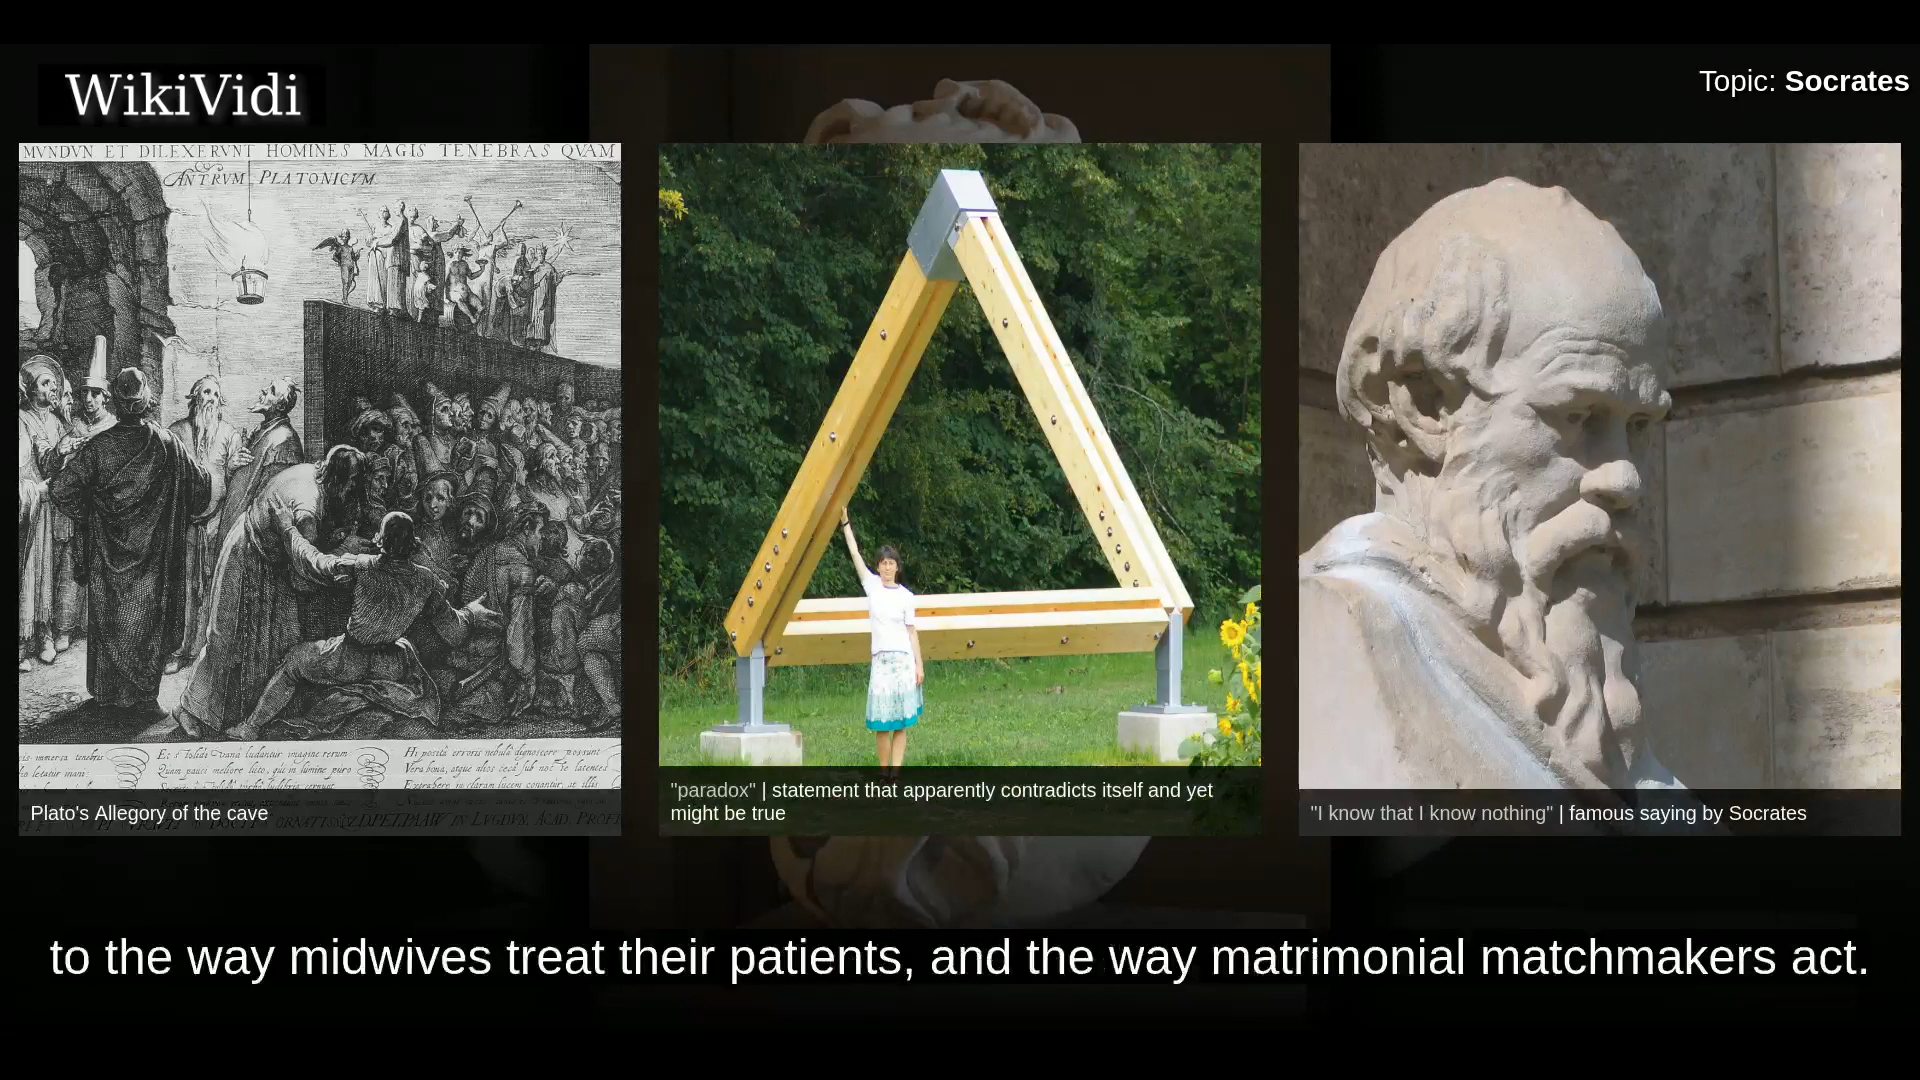 WikiVidi
Topic: Socrates
MVNDVN ET DILEXERVNT HOMINES MAGIS TENEBRAS QVAM
ANTRVM PLATONICVM
Plato's Allegory of the cave
"paradox" | statement that apparently contradicts itself and yet
might be true
"I know that I know nothing" | famous saying by Socrates
to the way midwives treat their patients, and the way matrimonial matchmakers act.